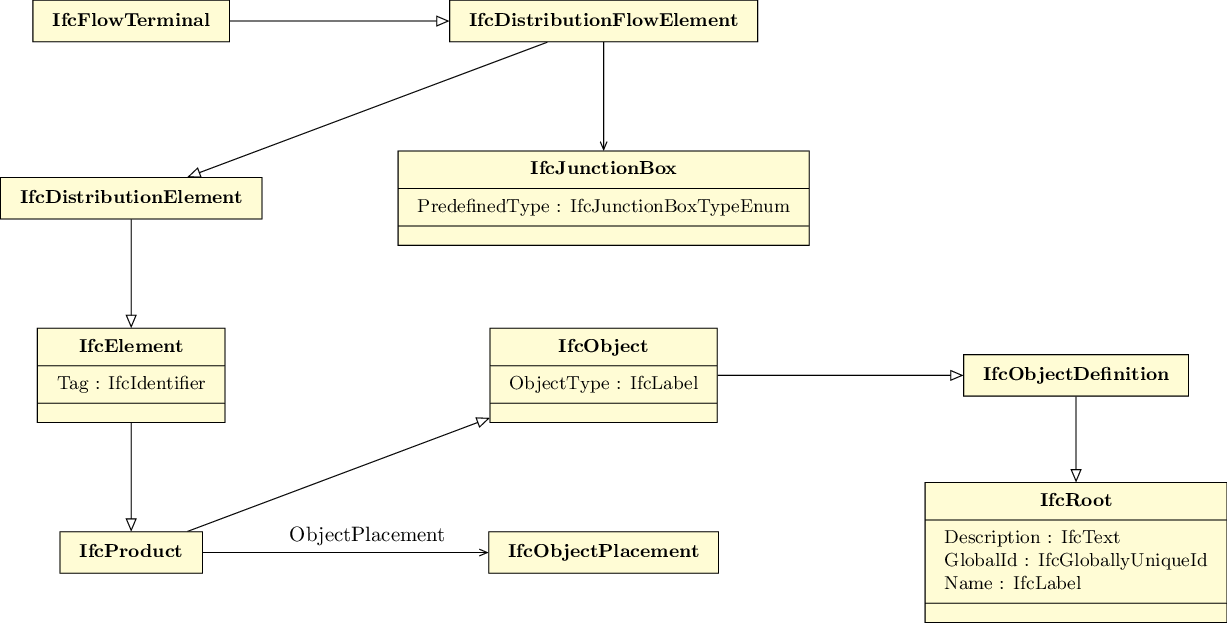 IfcFlowTerminal
IfcDistributionFlowElement
IfcJunctionBox
PredefinedType : IfcJunctionBoxTypeEnum
IfcDistributionElement
IfcElement
Tag : IfcIdentifier
IfcObject
ObjectType : IfcLabel
IfcObjectDefinition
IfcRoot
Description : IfcText
GlobalId : IfcGloballyUniqueId
Name : IfcLabel
ObjectPlacement
IfcProduct
IfcObjectPlacement